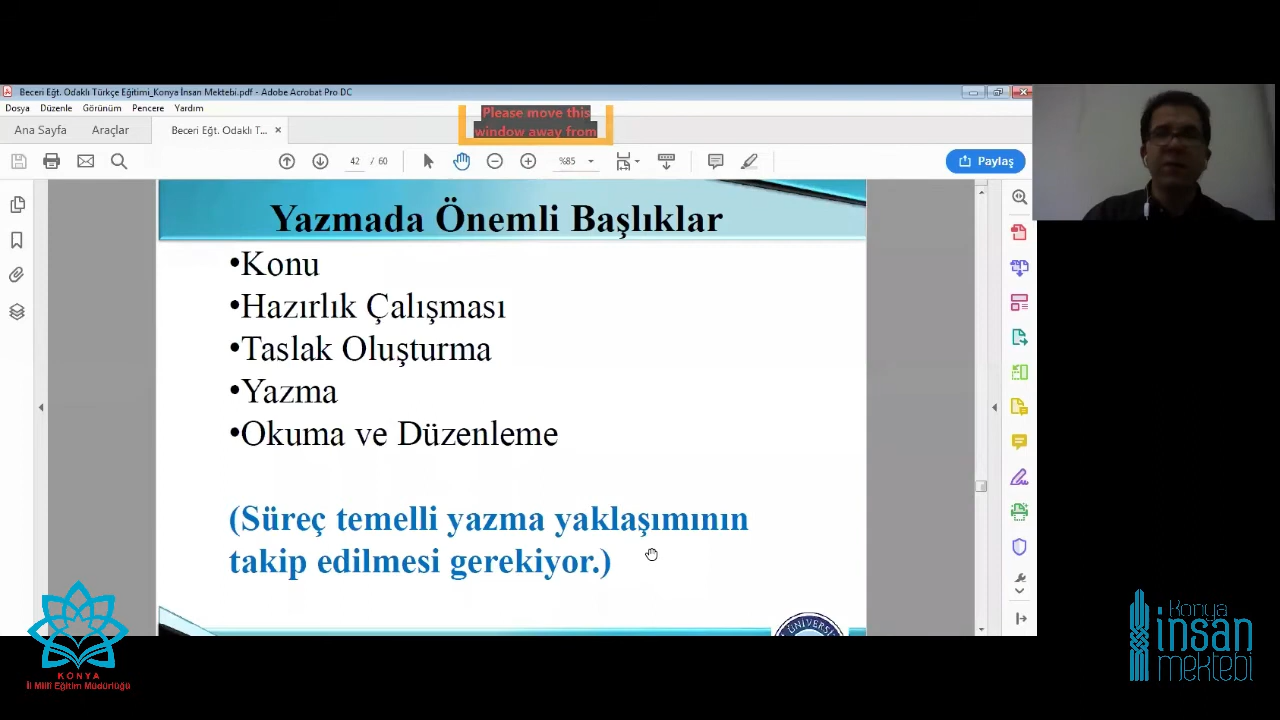 Beceri Eğt. Odaklı Türkçe Eğitimi_Konya İnsan Mektebi.pdf - Adobe Acrobat Pro DC
Dosya Düzenle Görünüm Pencere Yardım
Please move this
window away from
Ana Sayfa Araçlar Beceri Eğt. Odaklı T... ×
42 / 60 %85 Paylaş
Yazmada Önemli Başlıklar
•Konu
•Hazırlık Çalışması
•Taslak Oluşturma
•Yazma
•Okuma ve Düzenleme
(Süreç temelli yazma yaklaşımının
takip edilmesi gerekiyor.)
KONYA
İl Millî Eğitim Müdürlüğü
Konya
insan
mektebi